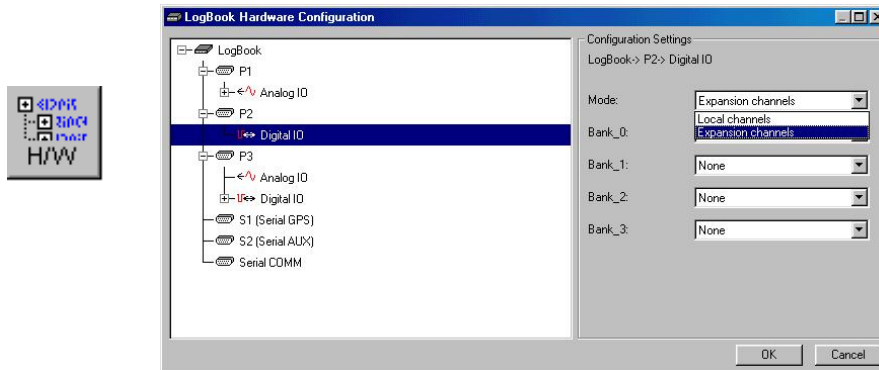 H/W
LogBook Hardware Configuration
LogBook
P1
Analog IO
P2
Digital IO
P3
Analog IO
Digital IO
S1 (Serial GPS)
S2 (Serial AUX)
Serial COMM
Configuration Settings
LogBook-> P2-> Digital IO
Mode: Expansion channels
Local channels
Bank_0: Expansion channels
Bank_1: None
Bank_2: None
Bank_3: None
OK Cancel